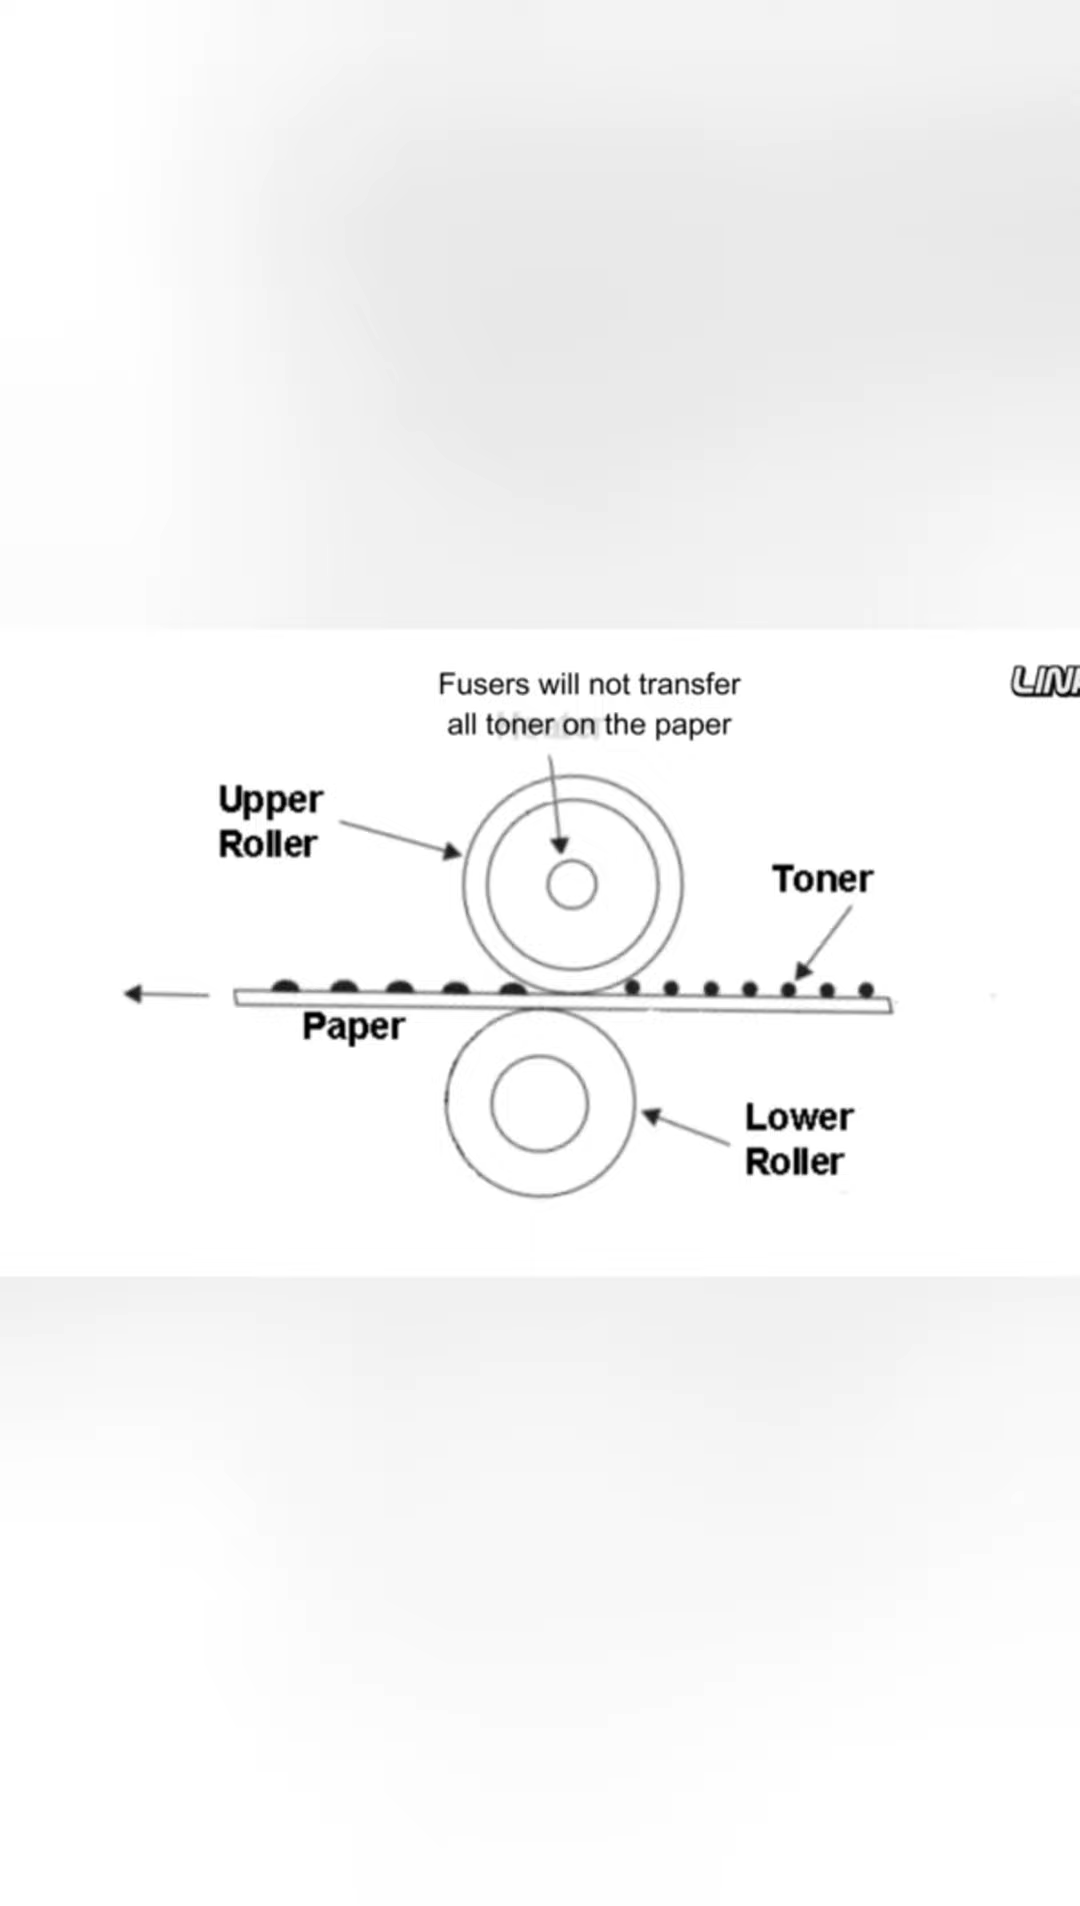 Fusers will not transfer
all toner on the paper
Upper
Roller
Toner
Paper
Lower
Roller